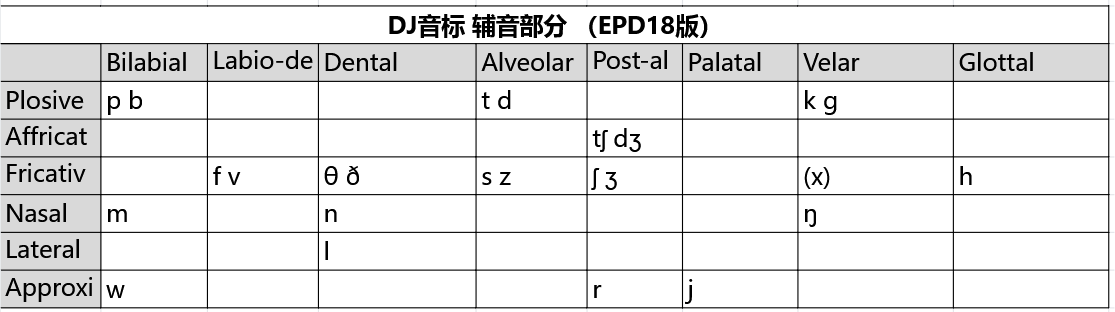 DJ音标 辅音部分 （EPD18版）
Bilabial Labio-de Dental Alveolar Post-al Palatal Velar Glottal
Plosive p b t d k g
Affricat tʃ dʒ
Fricativ f v θ ð s z ʃ ʒ (x) h
Nasal m n ŋ
Lateral l
Approxi w r j